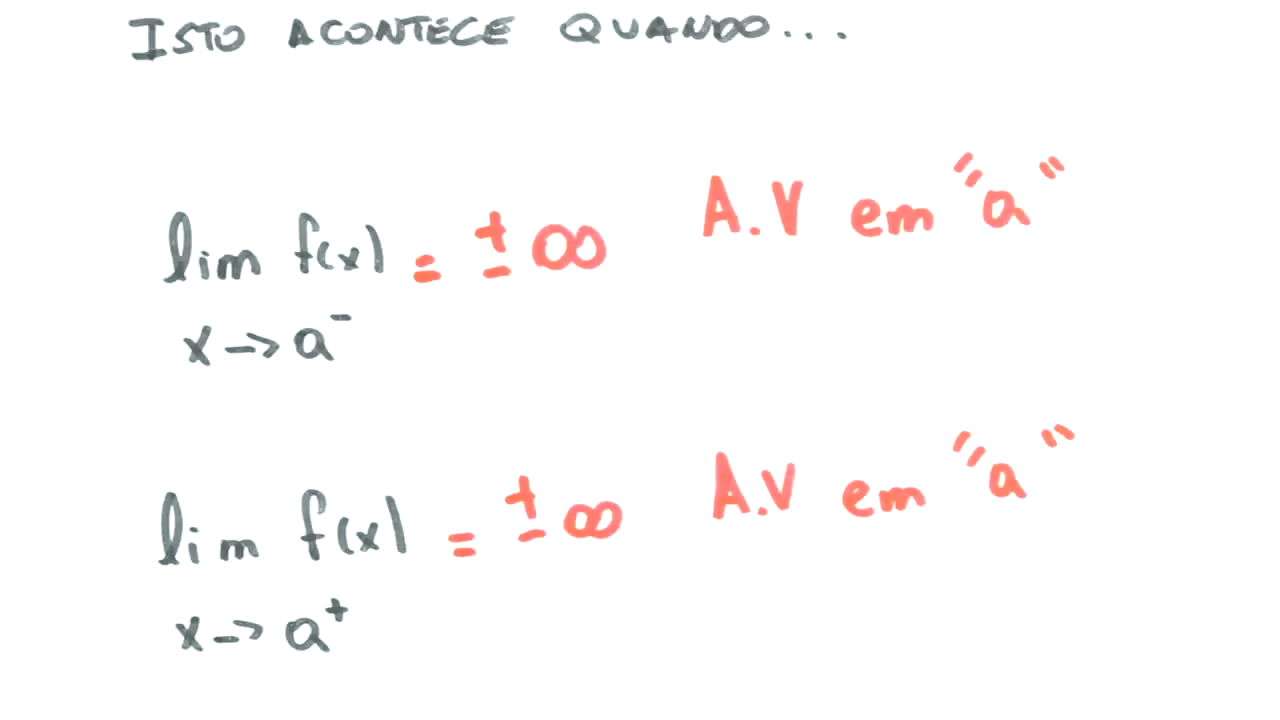 ISTO ACONTECE QUANDO...
lim f(x) = ± ∞ A.V em "a"
x -> a⁻
lim f(x) = ± ∞ A.V em "a"
x -> a⁺